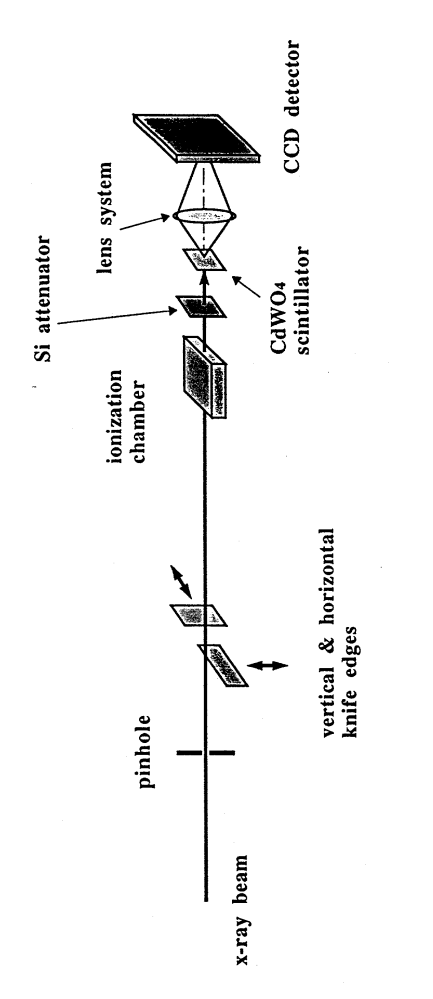 x-ray beam
pinhole
vertical & horizontal
knife edges
ionization
chamber
Si attenuator
CdWO4
scintillator
lens system
CCD detector